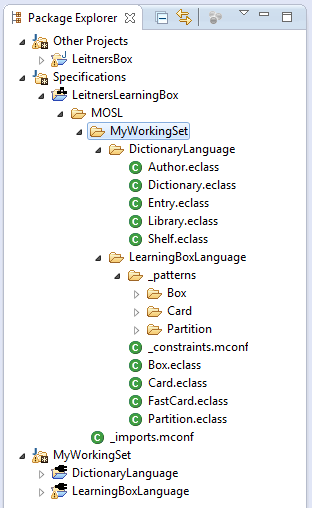 Package Explorer
Other Projects
LeitnersBox
Specifications
LeitnersLearningBox
MOSL
MyWorkingSet
DictionaryLanguage
Author.eclass
Dictionary.eclass
Entry.eclass
Library.eclass
Shelf.eclass
LearningBoxLanguage
_patterns
Box
Card
Partition
_constraints.mconf
Box.eclass
Card.eclass
FastCard.eclass
Partition.eclass
_imports.mconf
MyWorkingSet
DictionaryLanguage
LearningBoxLanguage